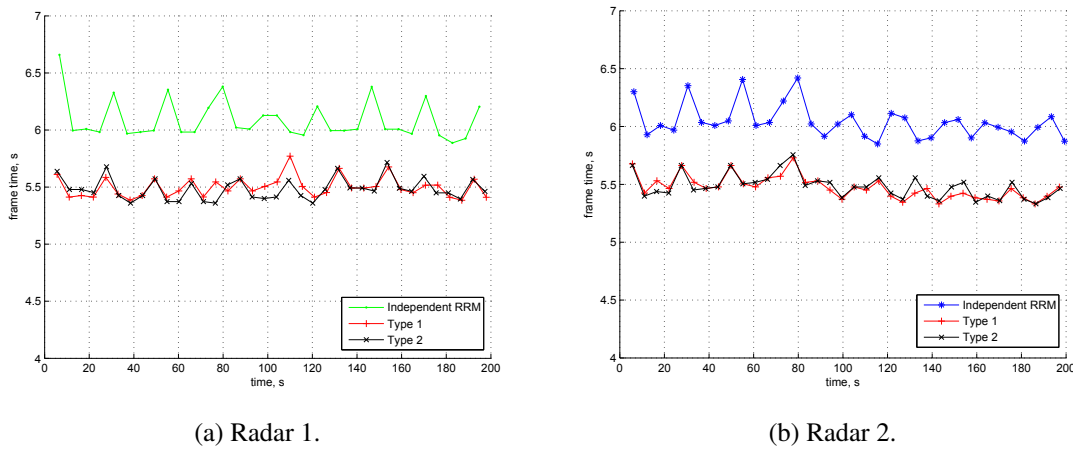 7
6.5
6
5.5
5
4.5
4
frame time, s
0 20 40 60 80 100 120 140 160 180 200
time, s
Independent RRM
Type 1
Type 2
(a) Radar 1.
7
6.5
6
5.5
5
4.5
4
frame time, s
0 20 40 60 80 100 120 140 160 180 200
time, s
Independent RRM
Type 1
Type 2
(b) Radar 2.